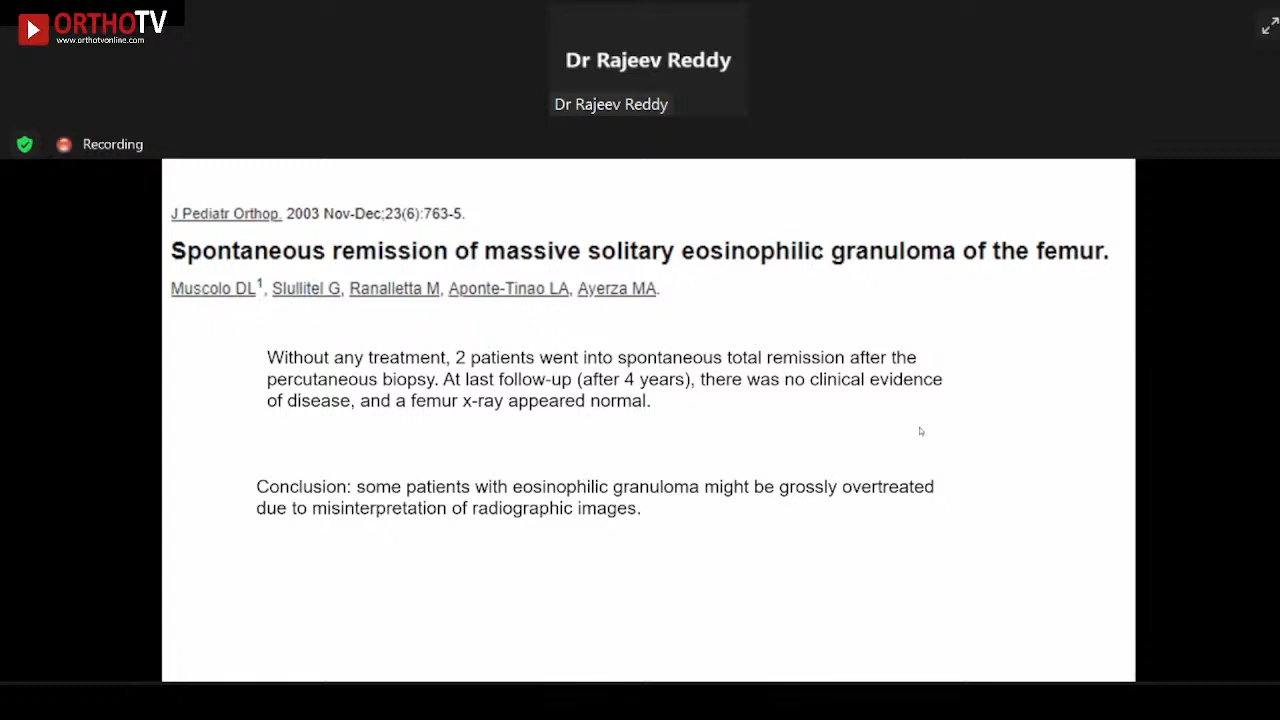 ORTHOTV
www.orthotvonline.com
Dr Rajeev Reddy
Dr Rajeev Reddy
Recording
J Pediatr Orthop. 2003 Nov-Dec;23(6):763-5.
Spontaneous remission of massive solitary eosinophilic granuloma of the femur.
Muscolo DL1, Slullitel G, Ranalletta M, Aponte-Tinao LA, Ayerza MA.
Without any treatment, 2 patients went into spontaneous total remission after the
percutaneous biopsy. At last follow-up (after 4 years), there was no clinical evidence
of disease, and a femur x-ray appeared normal.
Conclusion: some patients with eosinophilic granuloma might be grossly overtreated
due to misinterpretation of radiographic images.